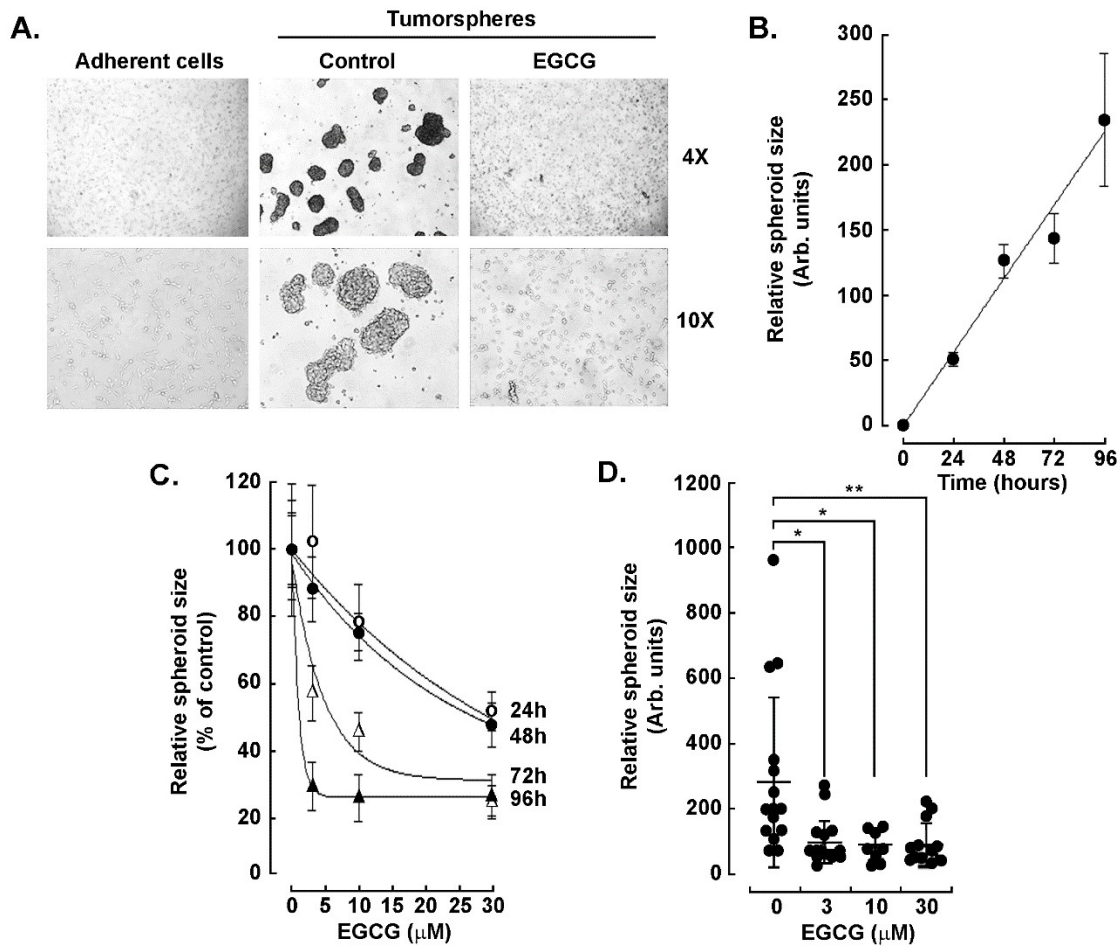 A.
Tumorspheres
Adherent cells
Control
EGCG
4X
10X
B.
Relative spheroid size
(Arb. units)
300
250
200
150
100
50
0
0 24 48 72 96
Time (hours)
C.
Relative spheroid size
(% of control)
120
100
80
60
40
20
0
24h
48h
72h
96h
0 5 10 15 20 25 30
EGCG (μM)
D.
Relative spheroid size
(Arb. units)
1200
1000
800
600
400
200
0
**
*
*
0 3 10 30
EGCG (μM)